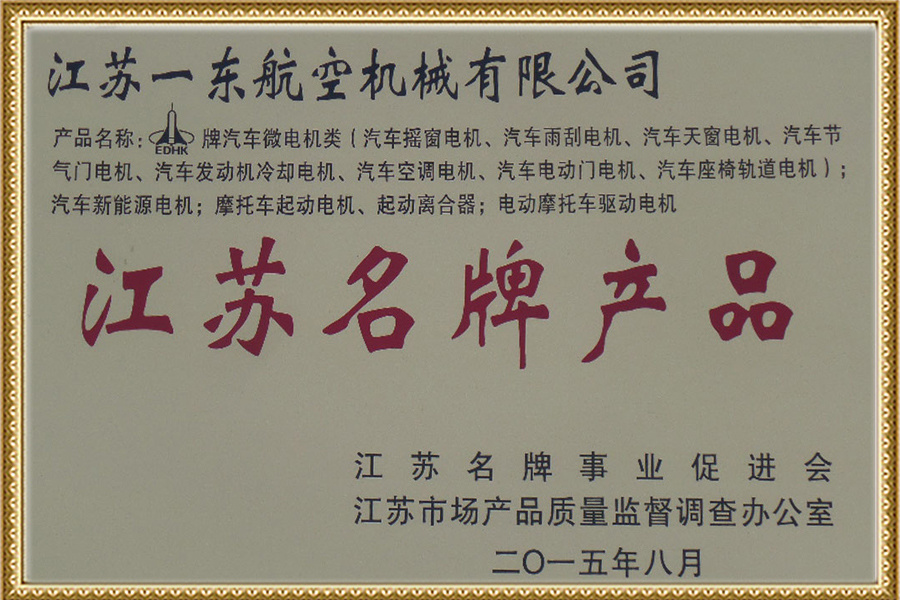 江苏一东航空机械有限公司
产品名称：EDHK 牌汽车微电机类（汽车摇窗电机、汽车雨刮电机、汽车天窗电机、汽车节
气门电机、汽车发动机冷却电机、汽车空调电机、汽车电动门电机、汽车座椅轨道电机）；
汽车新能源电机；摩托车起动电机、起动离合器；电动摩托车驱动电机
江苏名牌产品
江苏名牌事业促进会
江苏市场产品质量监督调查办公室
二〇一五年八月